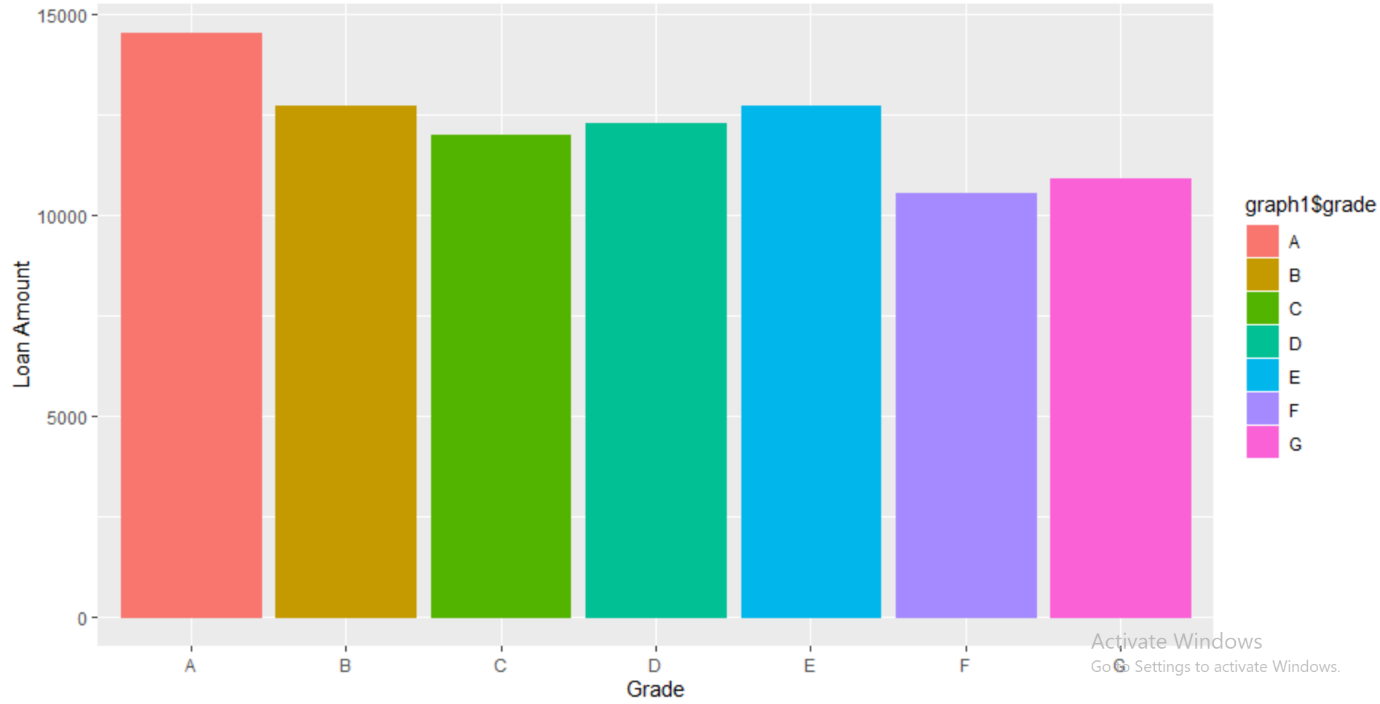 15000
10000
5000
0
Loan Amount
A
B
C
D
E
F
G
Grade
graph1$grade
A
B
C
D
E
F
G
Activate Windows
Go to Settings to activate Windows.